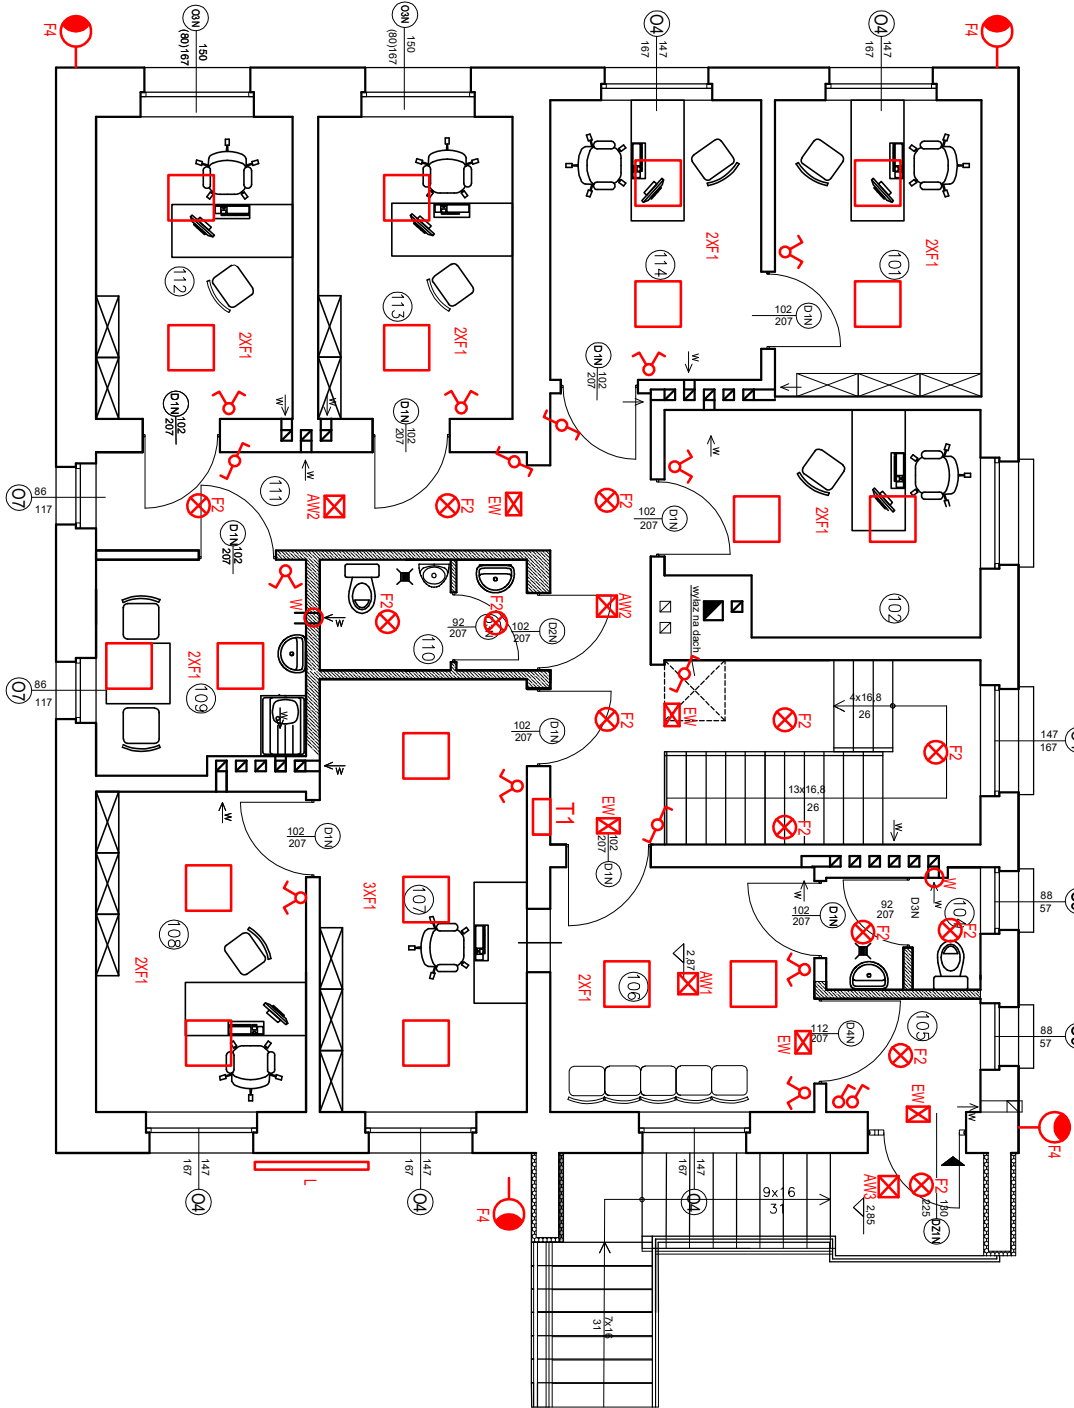 F4
O3N
150
(80)167
O3N
150
(80)167
O4
147
167
O4
147
167
F4
112
2XF1
113
2XF1
114
2XF1
101
2XF1
102
207
D1N
D1N
102
207
D1N
102
207
D1N
102
207
W
W
W
W
W
O7
86
117
111
F2
AW2
F2
EW
F2
102
207
D1N
2XF1
102
D1N
102
207
W
W
F2
F2
92
207
102
207
D2N
110
AW2
wyłaz na dach
O7
86
117
2XF1
109
W
102
207
D1N
F2
EW
F2
4x16,8
26
F2
147
167
W
W
102
207
D1N
T1
EW
102
207
D1N
13x16,8
26
F2
W
108
2XF1
3XF1
107
106
2XF1
2,87
AW1
102
207
D1N
W
92
207
D3N
W
W
F2
F2
88
57
EW
112
207
D4N
105
F2
88
57
EW
W
F4
147
167
O4
L
147
167
O4
F4
147
167
O4
9x16
31
AW3
2,85
F2
130
225
DZ1N
7x16
31